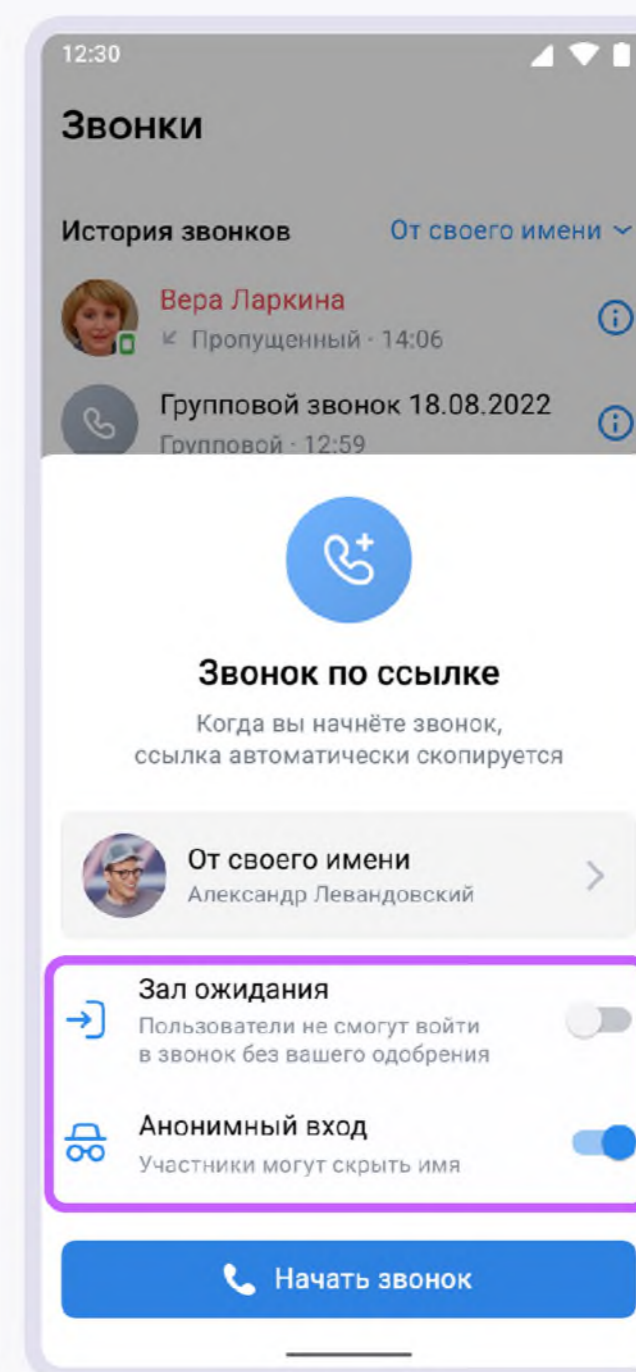 12:30
Звонки
История звонков От своего имени
Вера Ларкина
Пропущенный · 14:06
Групповой звонок 18.08.2022
Групповой · 12:59
Звонок по ссылке
Когда вы начнёте звонок,
ссылка автоматически скопируется
От своего имени
Александр Левандовский
Зал ожидания
Пользователи не смогут войти
в звонок без вашего одобрения
Анонимный вход
Участники могут скрыть имя
Начать звонок